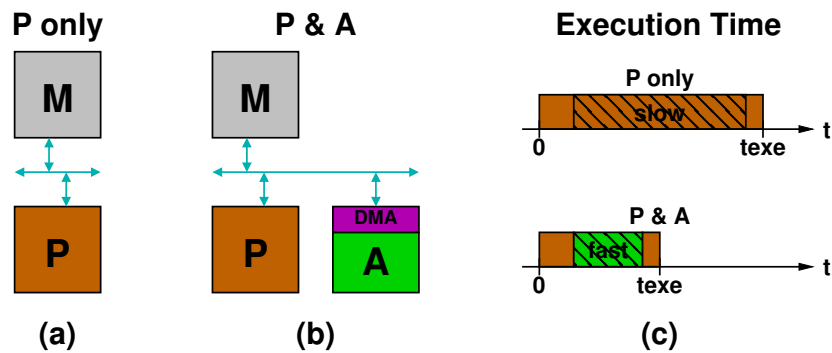 P only
P & A
Execution Time
M
M
P only
slow
t
0
texe
DMA
P
P
A
P & A
fast
t
0
texe
(a)
(b)
(c)